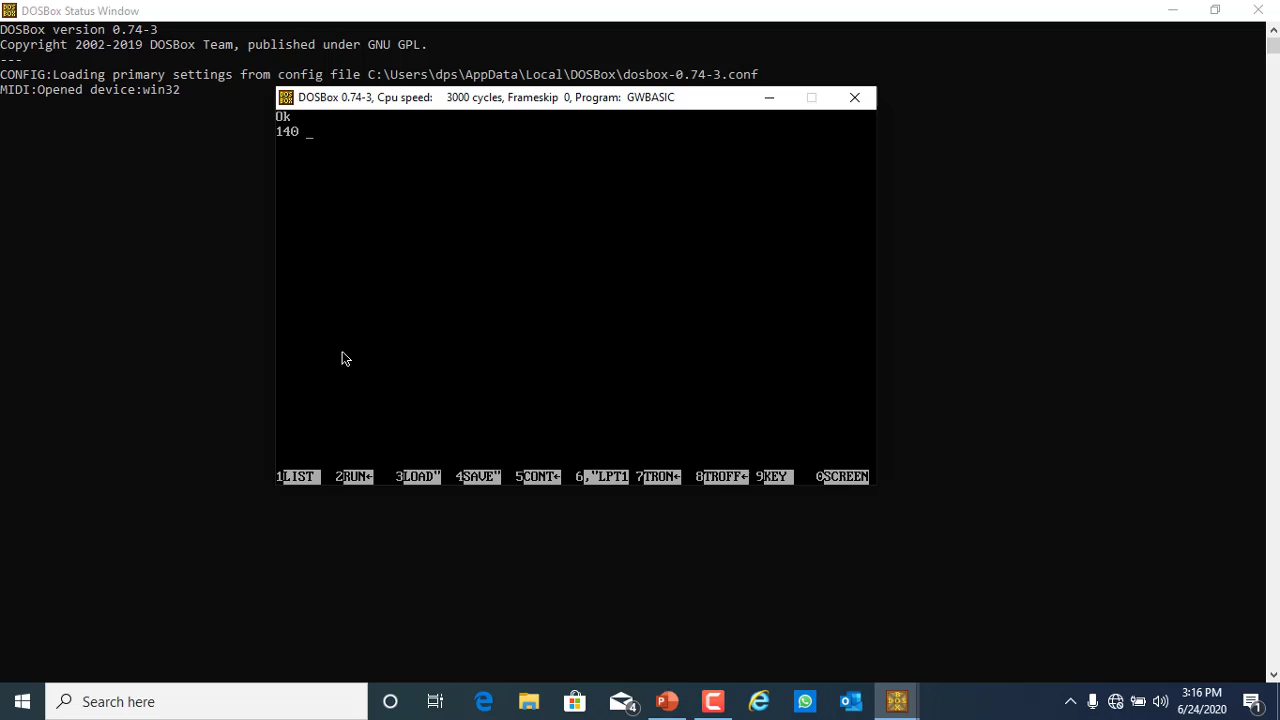 DOSBox Status Window
DOSBox version 0.74-3
Copyright 2002-2019 DOSBox Team, published under GNU GPL.
---
CONFIG:Loading primary settings from config file C:\Users\dps\AppData\Local\DOSBox\dosbox-0.74-3.conf
MIDI:Opened device:win32
DOSBox 0.74-3, Cpu speed: 3000 cycles, Frameskip 0, Program: GWBASIC
Ok
140 _
1LIST 2RUN← 3LOAD" 4SAVE" 5CONT← 6,"LPT1 7TRON← 8TROFF← 9KEY 0SCREEN
Search here
4
3:16 PM
6/24/2020
1